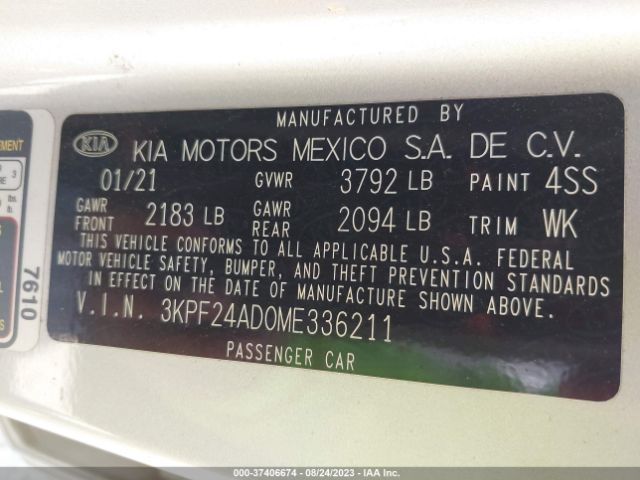 MANUFACTURED BY
KIA KIA MOTORS MEXICO S.A. DE C.V.
01/21 GVWR 3792 LB PAINT 4SS
GAWR FRONT 2183 LB GAWR REAR 2094 LB TRIM WK
THIS VEHICLE CONFORMS TO ALL APPLICABLE U.S.A. FEDERAL
MOTOR VEHICLE SAFETY, BUMPER, AND THEFT PREVENTION STANDARDS
IN EFFECT ON THE DATE OF MANUFACTURE SHOWN ABOVE.
V.I.N. 3KPF24AD0ME336211
PASSENGER CAR
7610
000-37406674 - 08/24/2023 - IAA Inc.